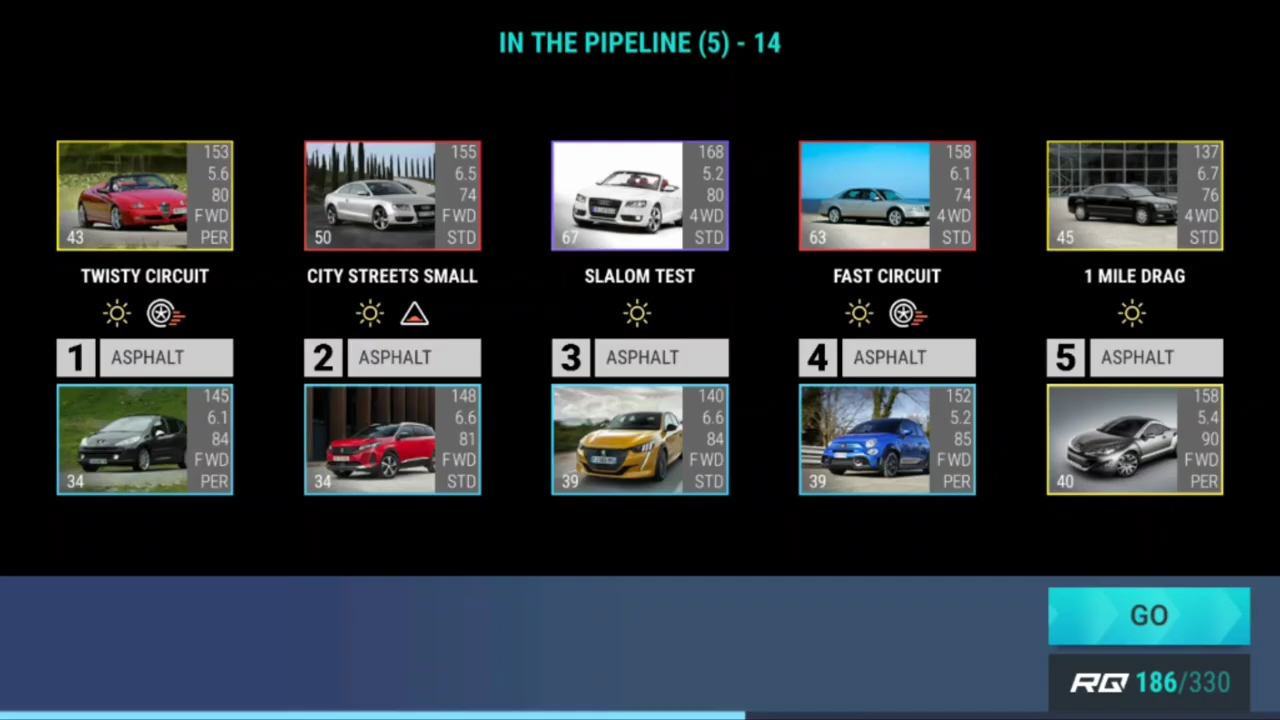 IN THE PIPELINE (5) - 14
153
5.6
80
FWD
43 PER
155
6.5
74
FWD
50 STD
168
5.2
80
4WD
67 STD
158
6.1
74
4WD
63 STD
137
6.7
76
4WD
45 STD
TWISTY CIRCUIT
CITY STREETS SMALL
SLALOM TEST
FAST CIRCUIT
1 MILE DRAG
1 ASPHALT
2 ASPHALT
3 ASPHALT
4 ASPHALT
5 ASPHALT
145
6.1
84
FWD
34 PER
148
6.6
81
FWD
34 STD
140
6.6
84
FWD
39 STD
152
5.2
85
FWD
39 PER
158
5.4
90
FWD
40 PER
GO
RQ 186/330